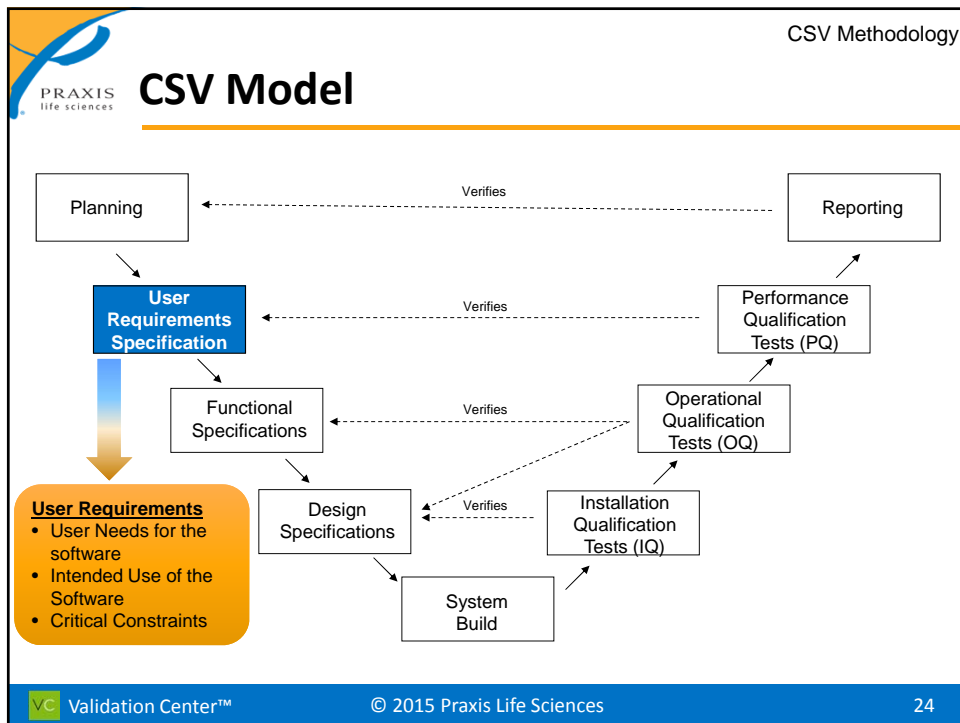 CSV Methodology
PRAXIS
life sciences
CSV Model
Planning
Verifies
Reporting
User
Requirements
Specification
Verifies
Performance
Qualification
Tests (PQ)
Functional
Specifications
Verifies
Operational
Qualification
Tests (OQ)
Design
Specifications
Verifies
Installation
Qualification
Tests (IQ)
System
Build
User Requirements
• User Needs for the
software
• Intended Use of the
Software
• Critical Constraints
VC Validation Center™
© 2015 Praxis Life Sciences
24